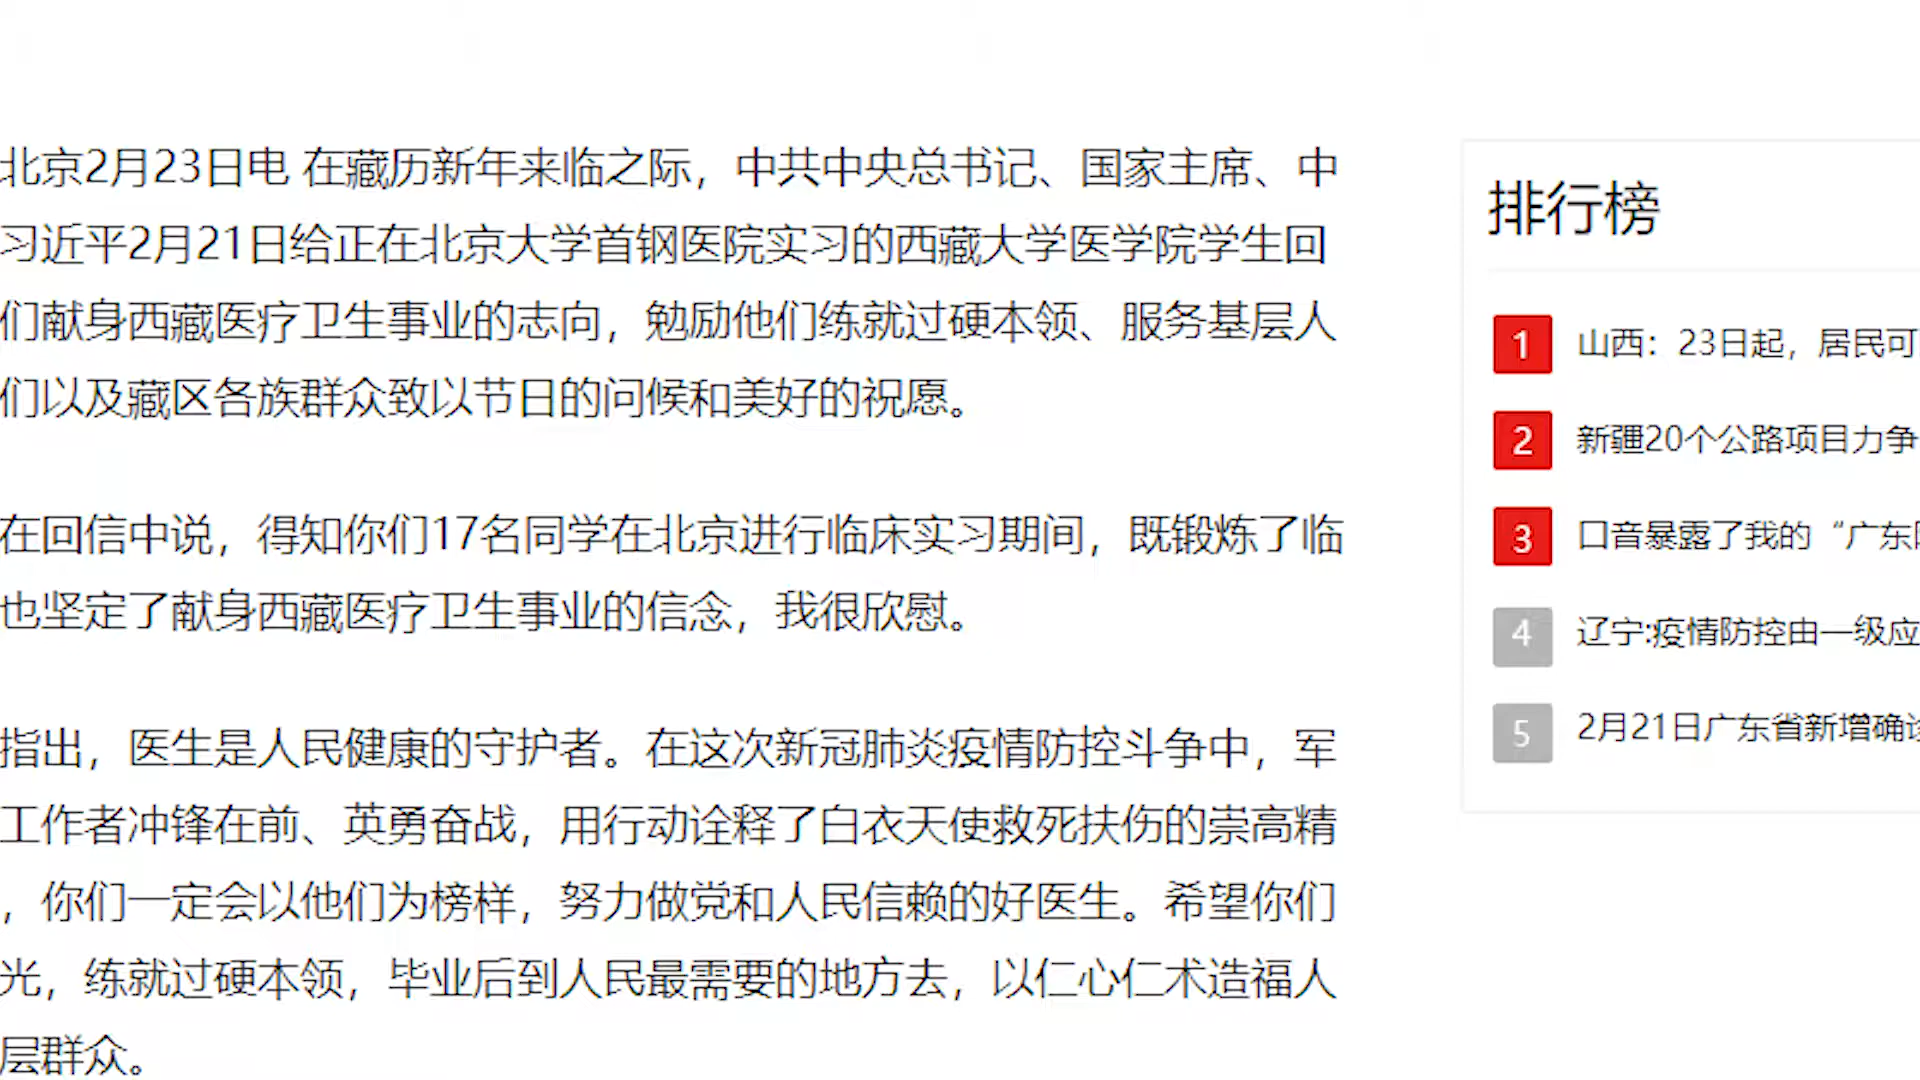 北京2月23日电 在藏历新年来临之际，中共中央总书记、国家主席、中
习近平2月21日给正在北京大学首钢医院实习的西藏大学医学院学生回
们献身西藏医疗卫生事业的志向，勉励他们练就过硬本领、服务基层人
们以及藏区各族群众致以节日的问候和美好的祝愿。
在回信中说，得知你们17名同学在北京进行临床实习期间，既锻炼了临
也坚定了献身西藏医疗卫生事业的信念，我很欣慰。
指出，医生是人民健康的守护者。在这次新冠肺炎疫情防控斗争中，军
工作者冲锋在前、英勇奋战，用行动诠释了白衣天使救死扶伤的崇高精
，你们一定会以他们为榜样，努力做党和人民信赖的好医生。希望你们
光，练就过硬本领，毕业后到人民最需要的地方去，以仁心仁术造福人
层群众。
排行榜
1 山西：23日起，居民可
2 新疆20个公路项目力争
3 口音暴露了我的“广东
4 辽宁:疫情防控由一级应
5 2月21日广东省新增确诊